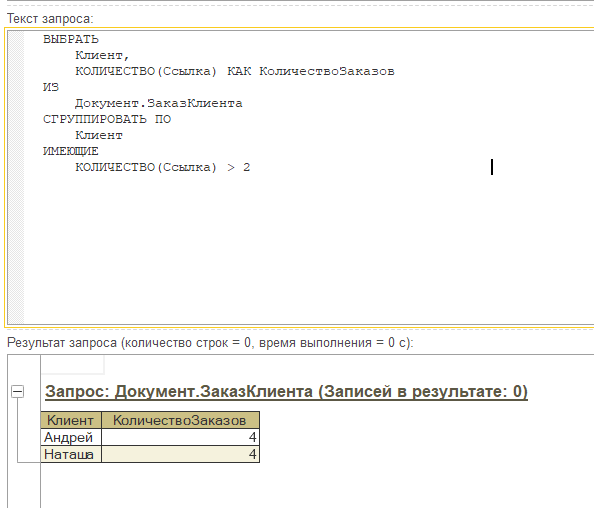 Текст запроса:
ВЫБРАТЬ
Клиент,
КОЛИЧЕСТВО(Ссылка) КАК КоличествоЗаказов
ИЗ
Документ.ЗаказКлиента
СГРУППИРОВАТЬ ПО
Клиент
ИМЕЮЩИЕ
КОЛИЧЕСТВО(Ссылка) > 2
Результат запроса (количество строк = 0, время выполнения = 0 с):
Запрос: Документ.ЗаказКлиента (Записей в результате: 0)
Клиент КоличествоЗаказов
Андрей 4
Наташа 4